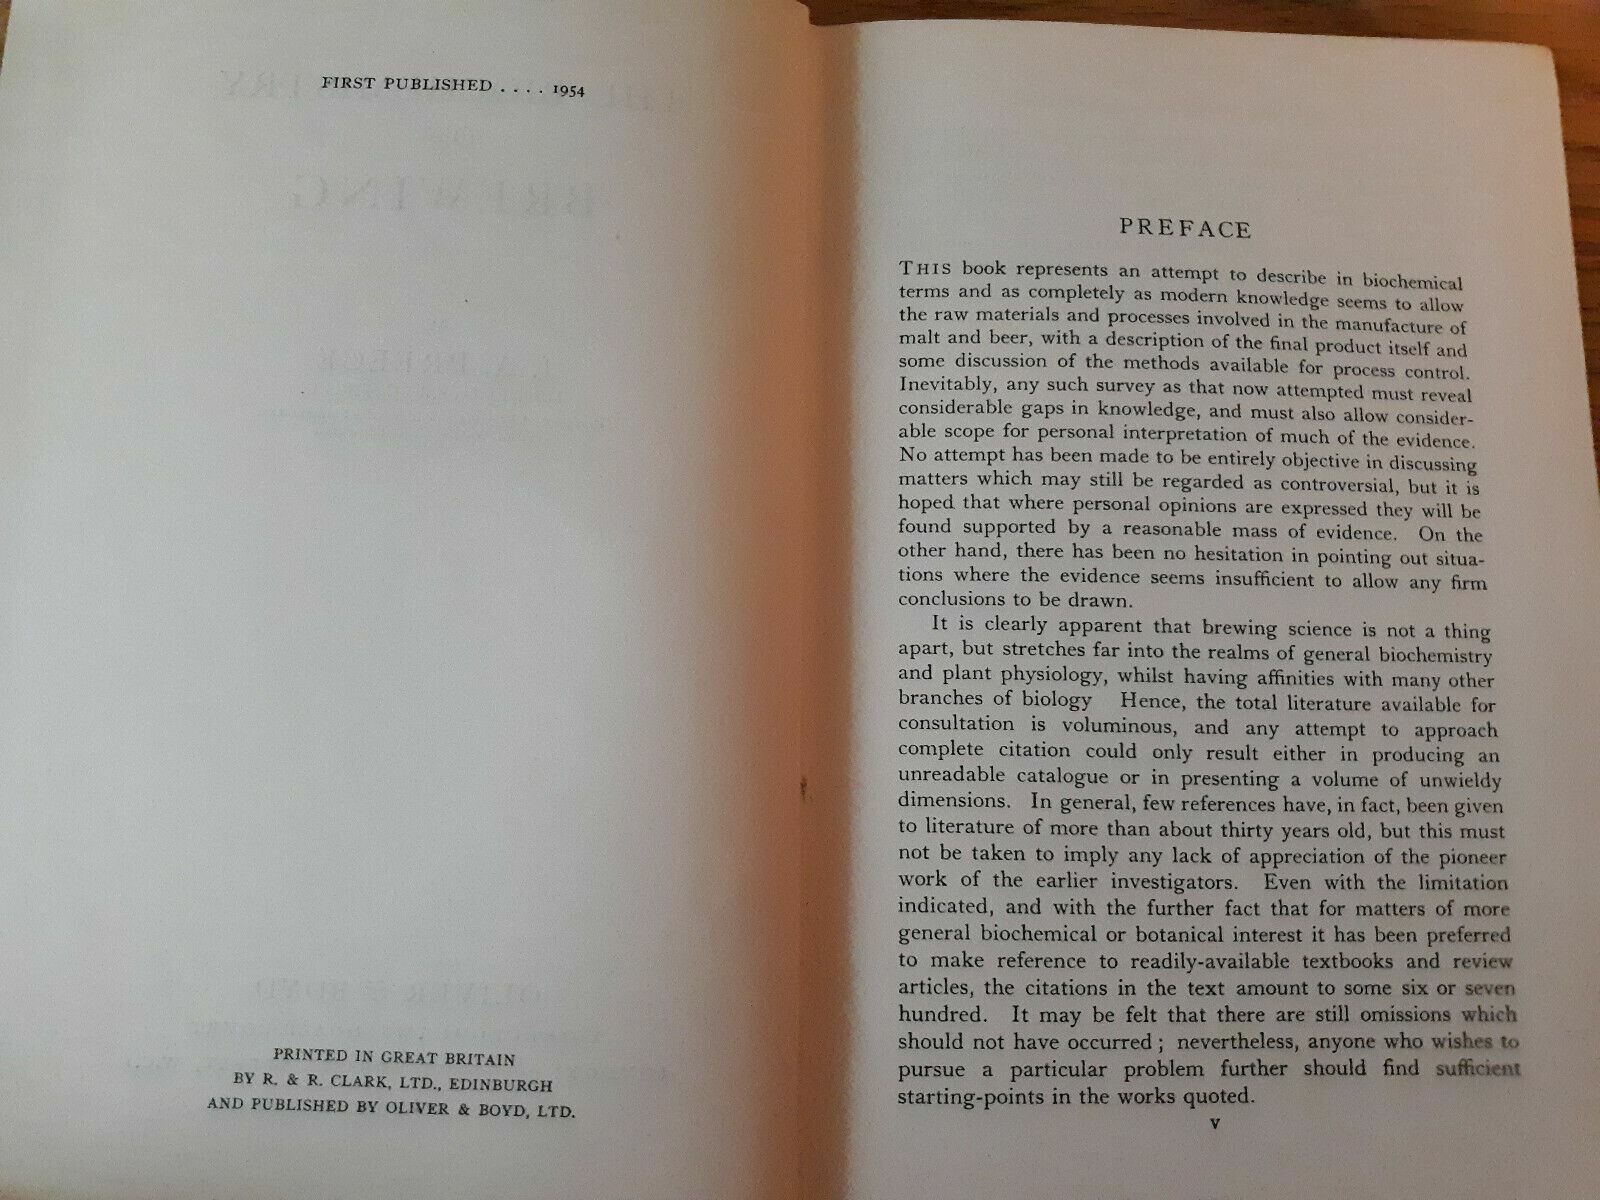 FIRST PUBLISHED . . . . 1954
PRINTED IN GREAT BRITAIN
BY R. & R. CLARK, LTD., EDINBURGH
AND PUBLISHED BY OLIVER & BOYD, LTD.
PREFACE
THIS book represents an attempt to describe in biochemical
terms and as completely as modern knowledge seems to allow
the raw materials and processes involved in the manufacture of
malt and beer, with a description of the final product itself and
some discussion of the methods available for process control.
Inevitably, any such survey as that now attempted must reveal
considerable gaps in knowledge, and must also allow consider-
able scope for personal interpretation of much of the evidence.
No attempt has been made to be entirely objective in discussing
matters which may still be regarded as controversial, but it is
hoped that where personal opinions are expressed they will be
found supported by a reasonable mass of evidence. On the
other hand, there has been no hesitation in pointing out situa-
tions where the evidence seems insufficient to allow any firm
conclusions to be drawn.
It is clearly apparent that brewing science is not a thing
apart, but stretches far into the realms of general biochemistry
and plant physiology, whilst having affinities with many other
branches of biology Hence, the total literature available for
consultation is voluminous, and any attempt to approach
complete citation could only result either in producing an
unreadable catalogue or in presenting a volume of unwieldy
dimensions. In general, few references have, in fact, been given
to literature of more than about thirty years old, but this must
not be taken to imply any lack of appreciation of the pioneer
work of the earlier investigators. Even with the limitation
indicated, and with the further fact that for matters of more
general biochemical or botanical interest it has been preferred
to make reference to readily-available textbooks and review
articles, the citations in the text amount to some six or seven
hundred. It may be felt that there are still omissions which
should not have occurred ; nevertheless, anyone who wishes to
pursue a particular problem further should find sufficient
starting-points in the works quoted.
v